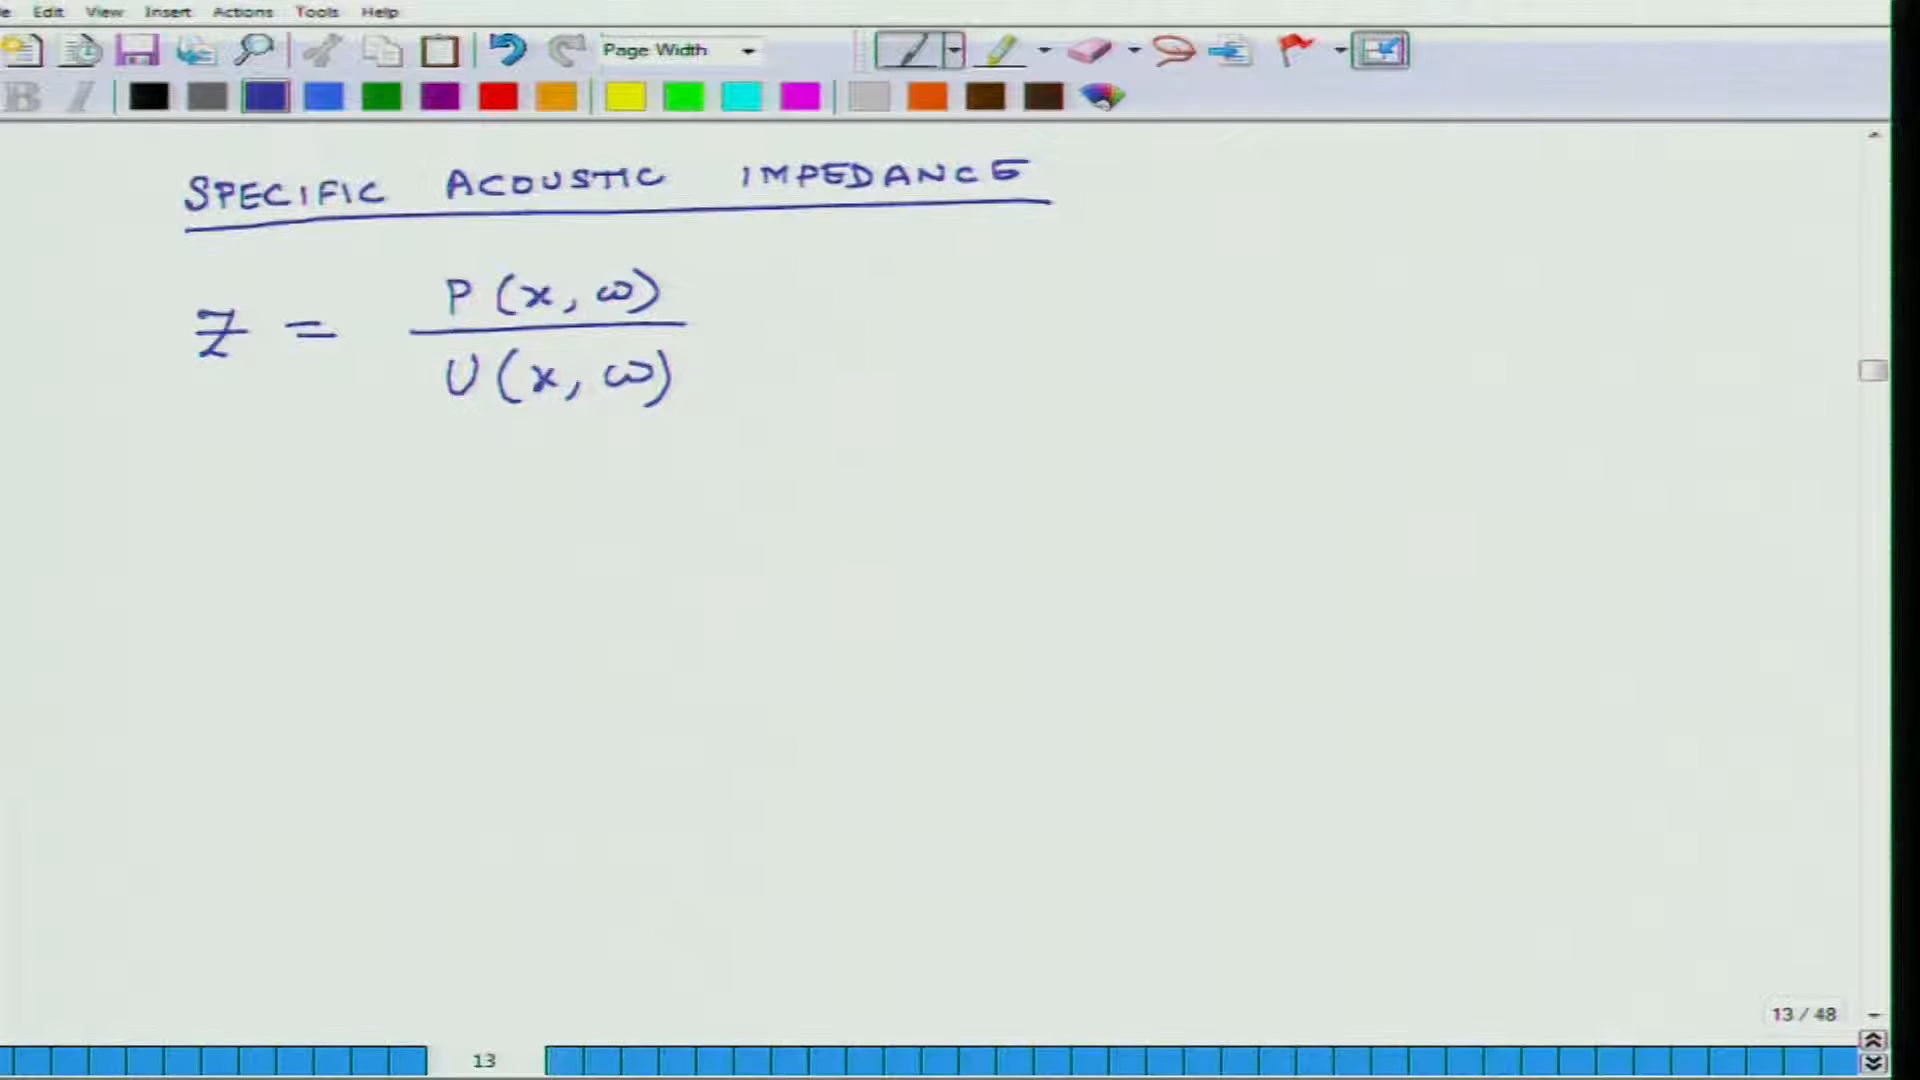 Edit View Insert Actions Tools Help
Page Width
B I
SPECIFIC ACOUSTIC IMPEDANCE
Z = P(x, ω) / U(x, ω)
13 / 48
13